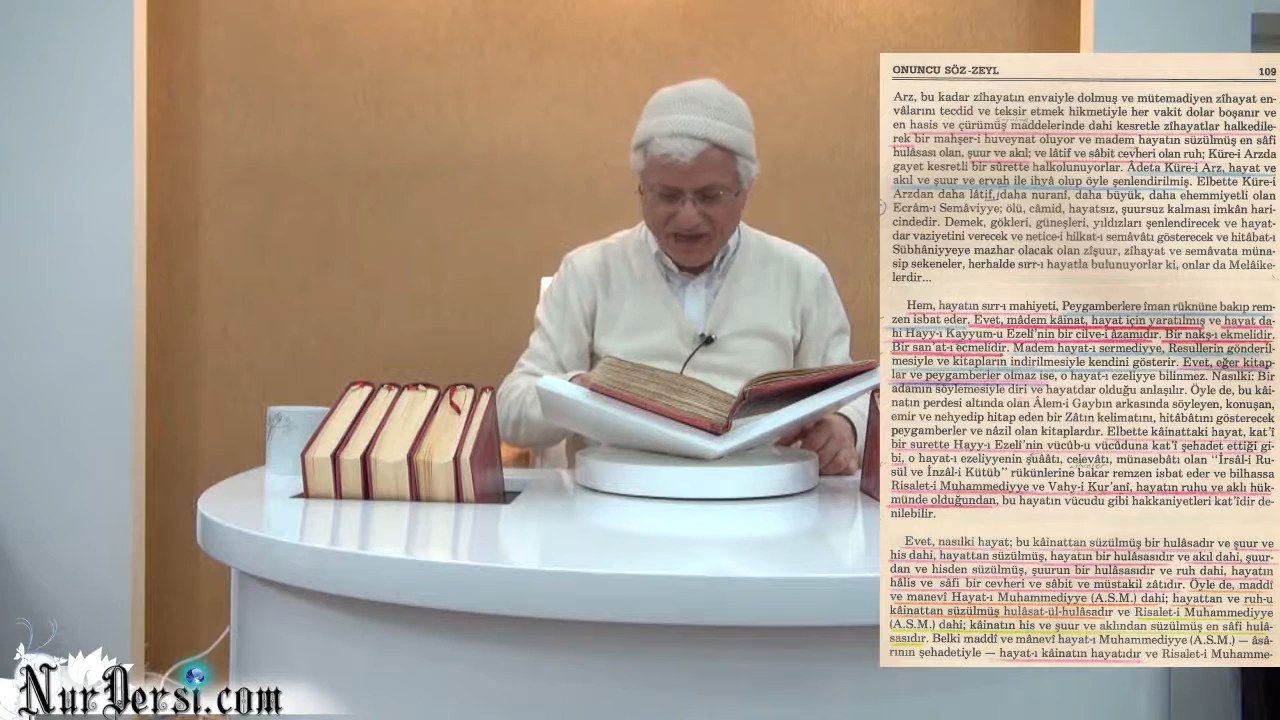 ONUNCU SÖZ-ZEYL 109
Arz, bu kadar zîhayatın envaiyle dolmuş ve mütemadiyen zîhayat en-
vâlarını tecdid ve teksir etmek hikmetiyle her vakit dolar boşanır ve
en hasis ve çürümüş maddelerinde dahi kesretle zîhayatlar halkedile-
rek bir mahşer-i huveynat oluyor ve madem hayatın süzülmüş en sâfi
hulâsası olan, şuur ve akıl; ve lâtif ve sâbit cevheri olan ruh; Küre-i Arzda
gayet kesretli bir sûrette halkolunuyorlar. Âdeta Küre-i Arz, hayat ve
akıl ve şuur ve ervah ile ihyâ olup öyle şenlendirilmiş. Elbette Küre-i
Arzdan daha lâtif, daha nuranî, daha büyük, daha ehemmiyetli olan
Ecrâm-ı Semâviyye; ölü, câmid, hayatsız, şuursuz kalması imkân hari-
cindedir. Demek, gökleri, güneşleri, yıldızları şenlendirecek ve hayat-
dar vaziyetini verecek ve netice-i hilkat-ı semâvâtı gösterecek ve hitâbat-ı
Sübhâniyyeye mazhar olacak olan zîşuur, zîhayat ve semâvata müna-
sip sekeneler, herhalde sırr-ı hayatla bulunuyorlar ki, onlar da Melâike-
lerdir...
Hem, hayatın sırr-ı mahiyeti, Peygamberlere îman rüknüne bakıp rem-
zen isbat eder. Evet, mâdem kâinat, hayat için yaratılmış ve hayat da-
hi Hayy-ı Kayyum-u Ezelî'nin bir cilve-i âzamıdır. Bir nakş-ı ekmelidir.
Bir san'at-ı ecmelidir. Madem hayat-ı sermediyye, Resullerin gönderil-
mesiyle ve kitapların indirilmesiyle kendini gösterir. Evet, eğer kitap-
lar ve peygamberler olmaz ise, o hayat-ı ezeliyye bilinmez. Nasılki: Bir
adamın söylemesiyle diri ve hayatdar olduğu anlaşılır. Öyle de, bu kâi-
natın perdesi altında olan Âlem-i Gaybın arkasında söyleyen, konuşan,
emir ve nehyedip hitap eden bir Zâtın kelimatını, hitâbâtını gösterecek
peygamberler ve nâzil olan kitaplardır. Elbette kâinattaki hayat, kat'î
bir surette Hayy-ı Ezelî'nin vücûb-u vücûduna kat'î şehadet ettiği gi-
bi, o hayat-ı ezeliyyenin şuââtı, celevâtı, münasebâtı olan "İrsâl-i Ru-
sül ve İnzâl-i Kütüb" rükünlerine bakar remzen isbat eder ve bilhassa
Risalet-i Muhammediyye ve Vahy-i Kur'anî, hayatın ruhu ve aklı hük-
münde olduğundan, bu hayatın vücudu gibi hakkaniyetleri kat'îdir de-
nilebilir.
Evet, nasılki hayat; bu kâinattan süzülmüş bir hulâsadır ve şuur ve
his dahi, hayattan süzülmüş, hayatın bir hulâsasıdır ve akıl dahi, şuur-
dan ve hisden süzülmüş, şuurun bir hulâsasıdır ve ruh dahi, hayatın
hâlis ve sâfi bir cevheri ve sâbit ve müstakil zâtıdır. Öyle de, maddî
ve manevî Hayat-ı Muhammediyye (A.S.M.) dahi; hayattan ve ruh-u
kâinattan süzülmüş hulâsat-ül-hulâsadır ve Risalet-i Muhammediyye
(A.S.M.) dahi; kâinatın his ve şuur ve aklından süzülmüş en sâfi hulâ-
sasıdır. Belki maddî ve mânevî hayat-ı Muhammediyye (A.S.M.) — âsâ-
rının şehadetiyle — hayat-ı kâinatın hayatıdır ve Risalet-i Muhamme-
NurDersi.com